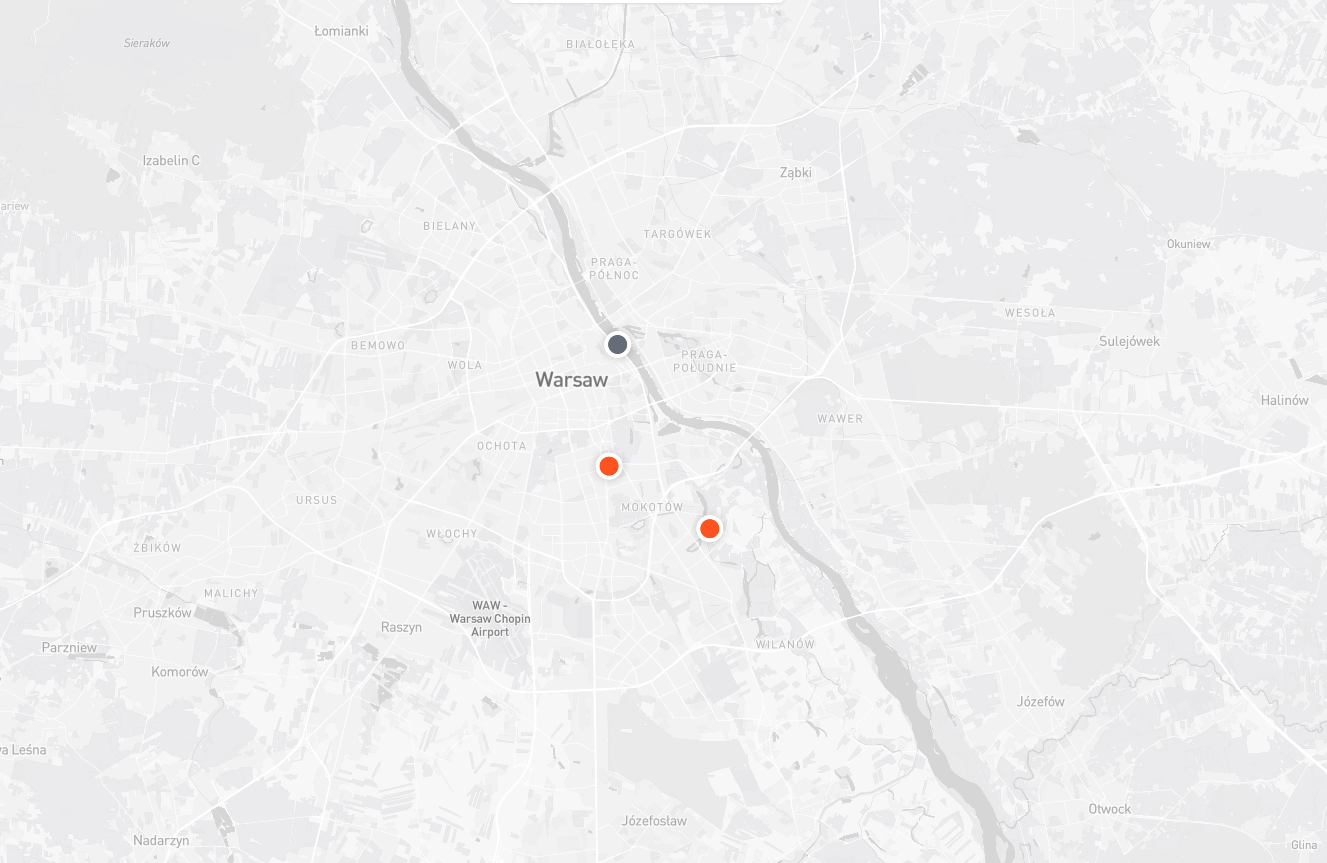 Łomianki
Sieraków
BIAŁOŁĘKA
Izabelin C
Ząbki
BIELANY
TARGÓWEK
Okuniew
PRAGA-
PÓŁNOC
WESOŁA
Sulejówek
BEMOWO
WOLA
PRAGA-
POŁUDNIE
Warsaw
Halinów
WAWER
OCHOTA
URSUS
MOKOTÓW
WŁOCHY
ŻBIKÓW
MALICHY
WAW -
Warsaw Chopin
Airport
Pruszków
Raszyn
Parzniew
WILANÓW
Komorów
Józefów
wa Leśna
Otwock
Józefosław
Nadarzyn
Glina